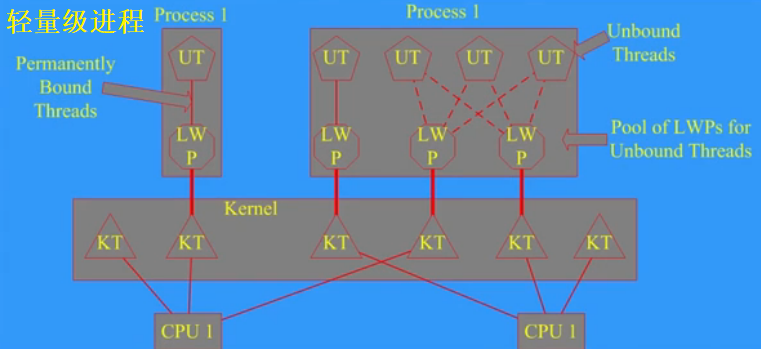 轻量级进程
Process 1
Process 1
Permanently
Bound
Threads
UT
UT
UT
UT
UT
Unbound
Threads
LW
P
LW
P
LW
P
LW
P
Pool of LWPs for
Unbound Threads
Kernel
KT
KT
KT
KT
KT
KT
CPU 1
CPU 1